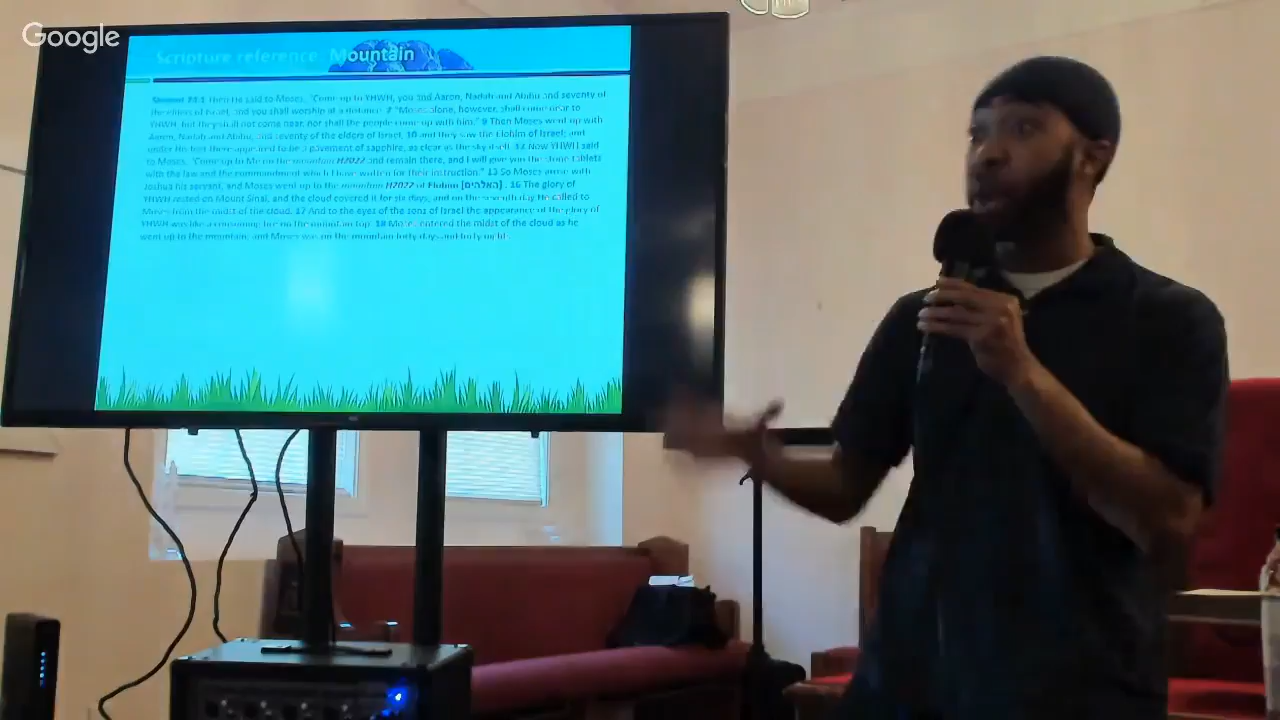 Google
Scripture reference: Mountain
Then He said to Moses, "Come up to YHWH, you and Aaron, Nadab and Abihu and seventy of
the elders of Israel, and you shall worship at a distance. 2 "Moses alone, however, shall come near to
YHWH, but they shall not come near, nor shall the people come up with him." 9 Then Moses went up with
Aaron, Nadab and Abihu, and seventy of the elders of Israel, 10 and they saw the Elohim of Israel; and
under His feet there appeared to be a pavement of sapphire, as clear as the sky itself. 12 Now YHWH said
to Moses, "Come up to Me on the mountain H2022 and remain there, and I will give you the stone tablets
with the law and the commandment which I have written for their instruction." 13 So Moses arose with
Joshua his servant, and Moses went up to the mountain H2022 of Elohim [האלהים] . 16 The glory of
YHWH rested on Mount Sinai, and the cloud covered it for six days; and on the seventh day He called to
Moses from the midst of the cloud. 17 And to the eyes of the sons of Israel the appearance of the glory of
YHWH was like a consuming fire on the mountain top. 18 Moses entered the midst of the cloud as he
went up to the mountain; and Moses was on the mountain forty days and forty nights.